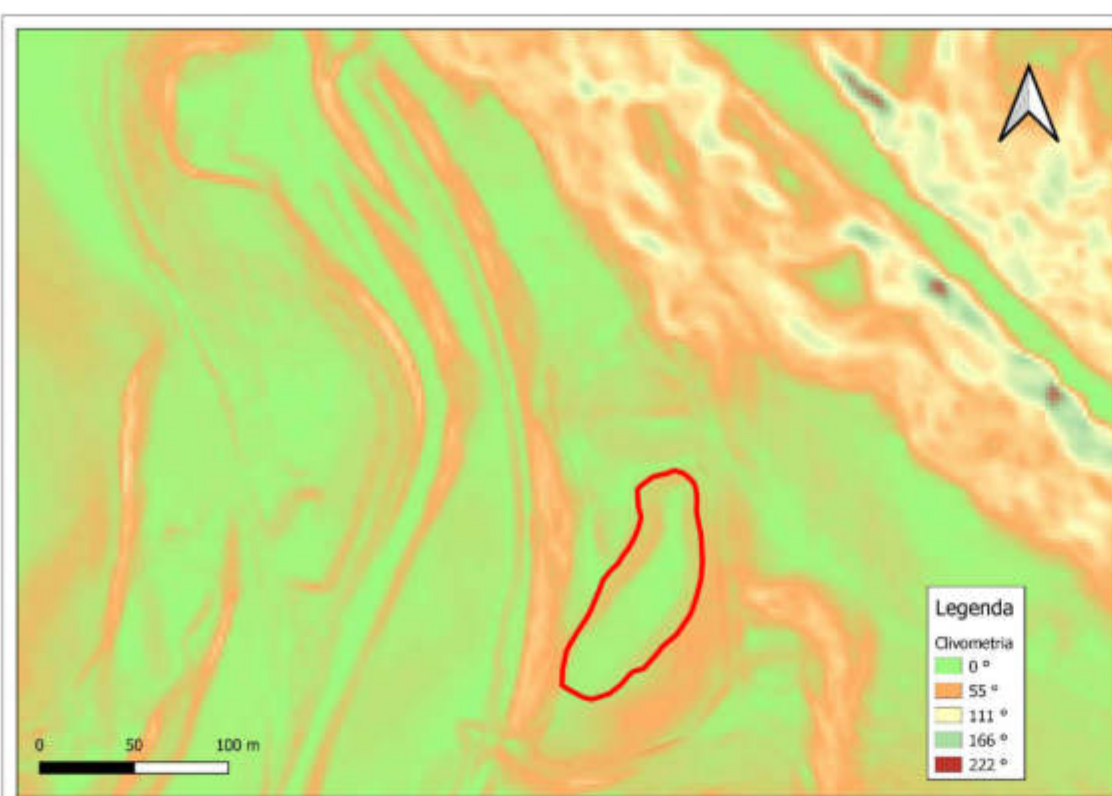 Legenda
Clivometria
0 º
55 º
111 º
166 º
222 º
0 50 100 m